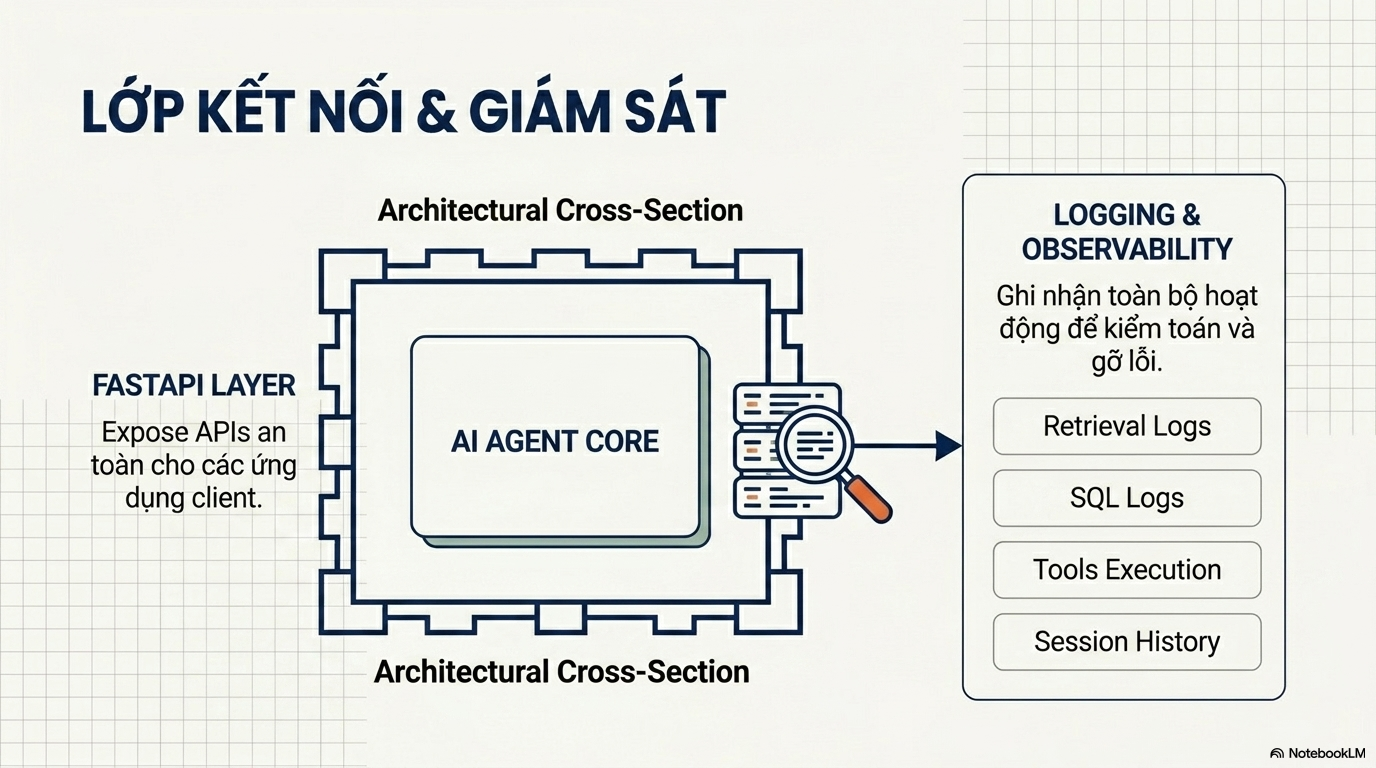 LỚP KẾT NỐI & GIÁM SÁT
Architectural Cross-Section
FASTAPI LAYER
Expose APIs an
toàn cho các ứng
dụng client.
AI AGENT CORE
Architectural Cross-Section
LOGGING &
OBSERVABILITY
Ghi nhận toàn bộ hoạt
động để kiểm toán và
gỡ lỗi.
Retrieval Logs
SQL Logs
Tools Execution
Session History
NotebookLM